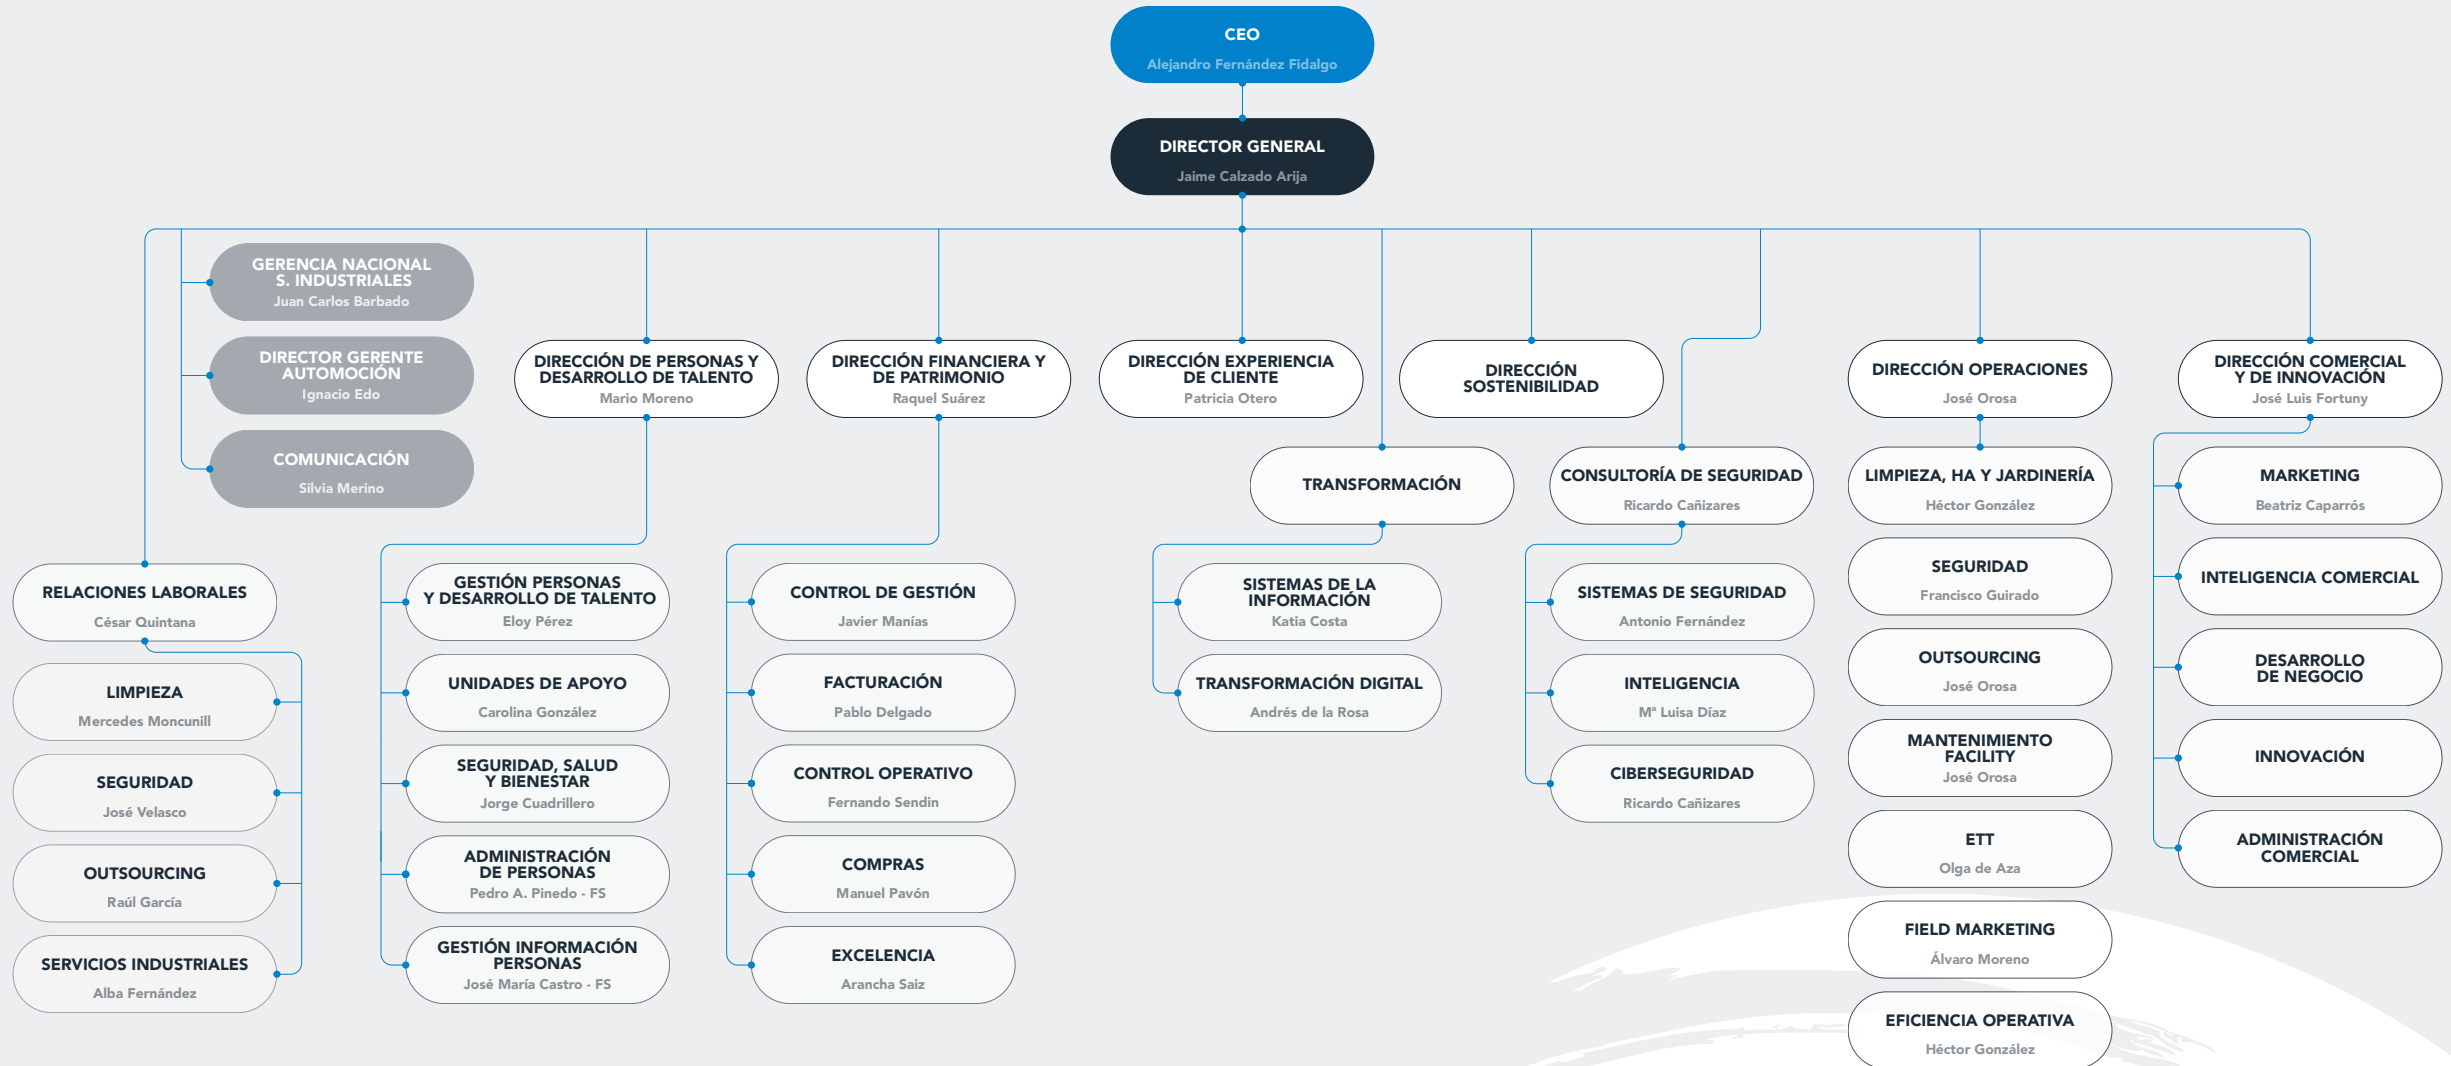 CEO
Alejandro Fernández Fidalgo
DIRECTOR GENERAL
Jaime Calzado Arija
GERENCIA NACIONAL
S. INDUSTRIALES
Juan Carlos Barbado
DIRECTOR GERENTE
AUTOMOCIÓN
Ignacio Edo
COMUNICACIÓN
Silvia Merino
RELACIONES LABORALES
César Quintana
LIMPIEZA
Mercedes Moncunill
SEGURIDAD
José Velasco
OUTSOURCING
Raúl García
SERVICIOS INDUSTRIALES
Alba Fernández
DIRECCIÓN DE PERSONAS Y
DESARROLLO DE TALENTO
Mario Moreno
GESTIÓN PERSONAS
Y DESARROLLO DE TALENTO
Eloy Pérez
UNIDADES DE APOYO
Carolina González
SEGURIDAD, SALUD
Y BIENESTAR
Jorge Cuadrillero
ADMINISTRACIÓN
DE PERSONAS
Pedro A. Pinedo - FS
GESTIÓN INFORMACIÓN
PERSONAS
José María Castro - FS
DIRECCIÓN FINANCIERA Y
DE PATRIMONIO
Raquel Suárez
CONTROL DE GESTIÓN
Javier Manías
FACTURACIÓN
Pablo Delgado
CONTROL OPERATIVO
Fernando Sendin
COMPRAS
Manuel Pavón
EXCELENCIA
Arancha Saiz
DIRECCIÓN EXPERIENCIA
DE CLIENTE
Patricia Otero
TRANSFORMACIÓN
SISTEMAS DE LA
INFORMACIÓN
Katia Costa
TRANSFORMACIÓN DIGITAL
Andrés de la Rosa
DIRECCIÓN
SOSTENIBILIDAD
CONSULTORÍA DE SEGURIDAD
Ricardo Cañizares
SISTEMAS DE SEGURIDAD
Antonio Fernández
INTELIGENCIA
Mª Luisa Díaz
CIBERSEGURIDAD
Ricardo Cañizares
DIRECCIÓN OPERACIONES
José Orosa
LIMPIEZA, HA Y JARDINERÍA
Héctor González
SEGURIDAD
Francisco Guirado
OUTSOURCING
José Orosa
MANTENIMIENTO
FACILITY
José Orosa
ETT
Olga de Aza
FIELD MARKETING
Álvaro Moreno
EFICIENCIA OPERATIVA
Héctor González
DIRECCIÓN COMERCIAL
Y DE INNOVACIÓN
José Luis Fortuny
MARKETING
Beatriz Caparrós
INTELIGENCIA COMERCIAL
DESARROLLO
DE NEGOCIO
INNOVACIÓN
ADMINISTRACIÓN
COMERCIAL